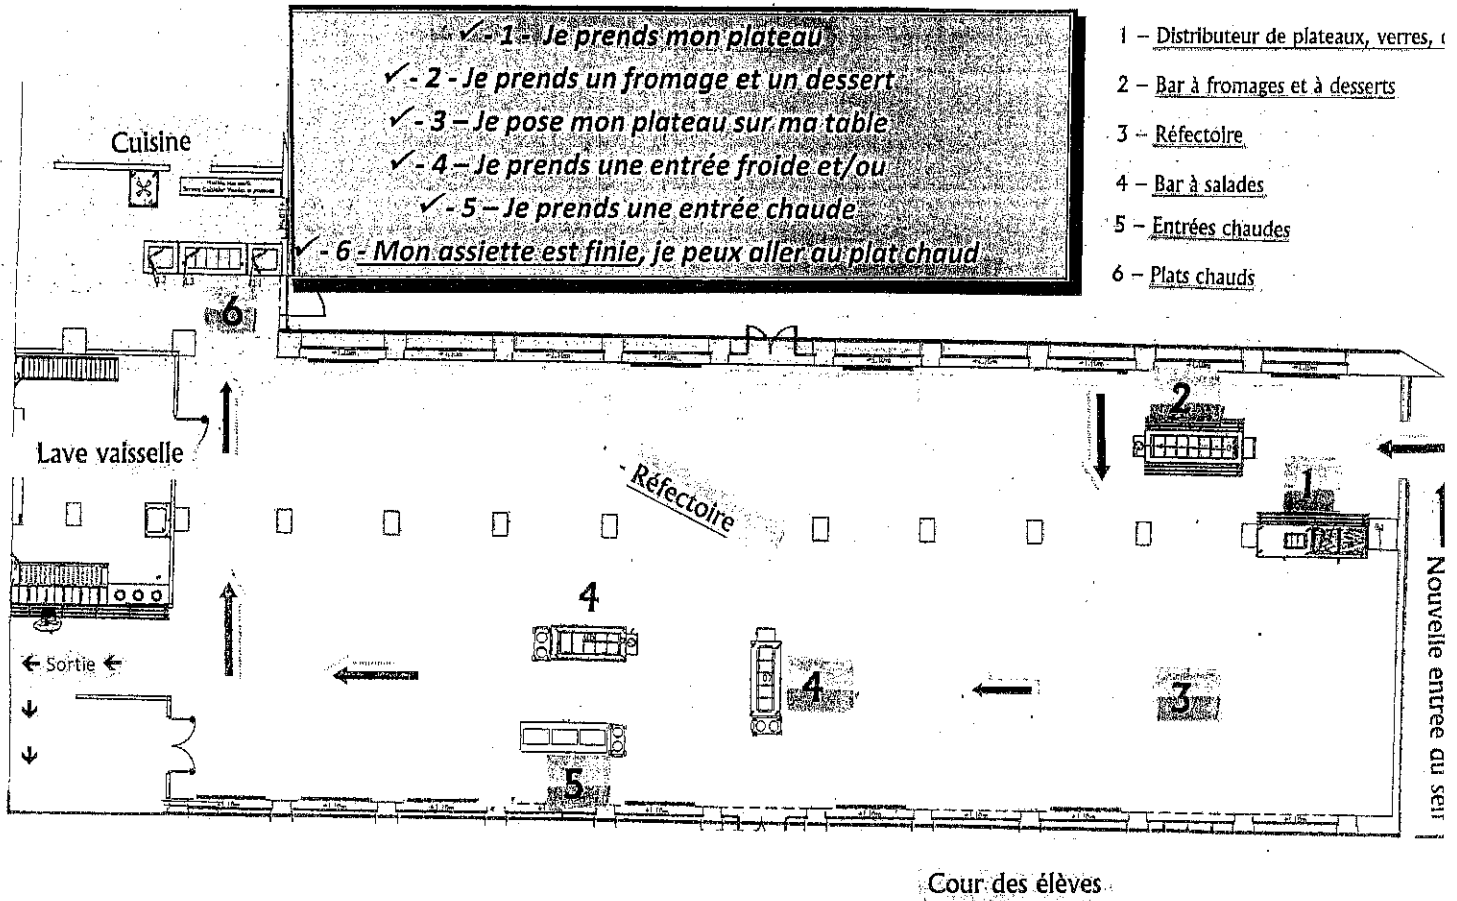 ✓ - 1 - Je prends mon plateau
✓ - 2 - Je prends un fromage et un dessert
✓ - 3 – Je pose mon plateau sur ma table
✓ - 4 – Je prends une entrée froide et/ou
✓ - 5 – Je prends une entrée chaude
✓ - 6 - Mon assiette est finie, je peux aller au plat chaud
1 – Distributeur de plateaux, verres,
2 – Bar à fromages et à desserts
3 – Réfectoire
4 – Bar à salades
5 – Entrées chaudes
6 – Plats chauds
Cuisine
6
2
Lave vaisselle
- Réfectoire
1
4
Nouvelle entrée au
← Sortie ←
4
3
5
Cour des élèves